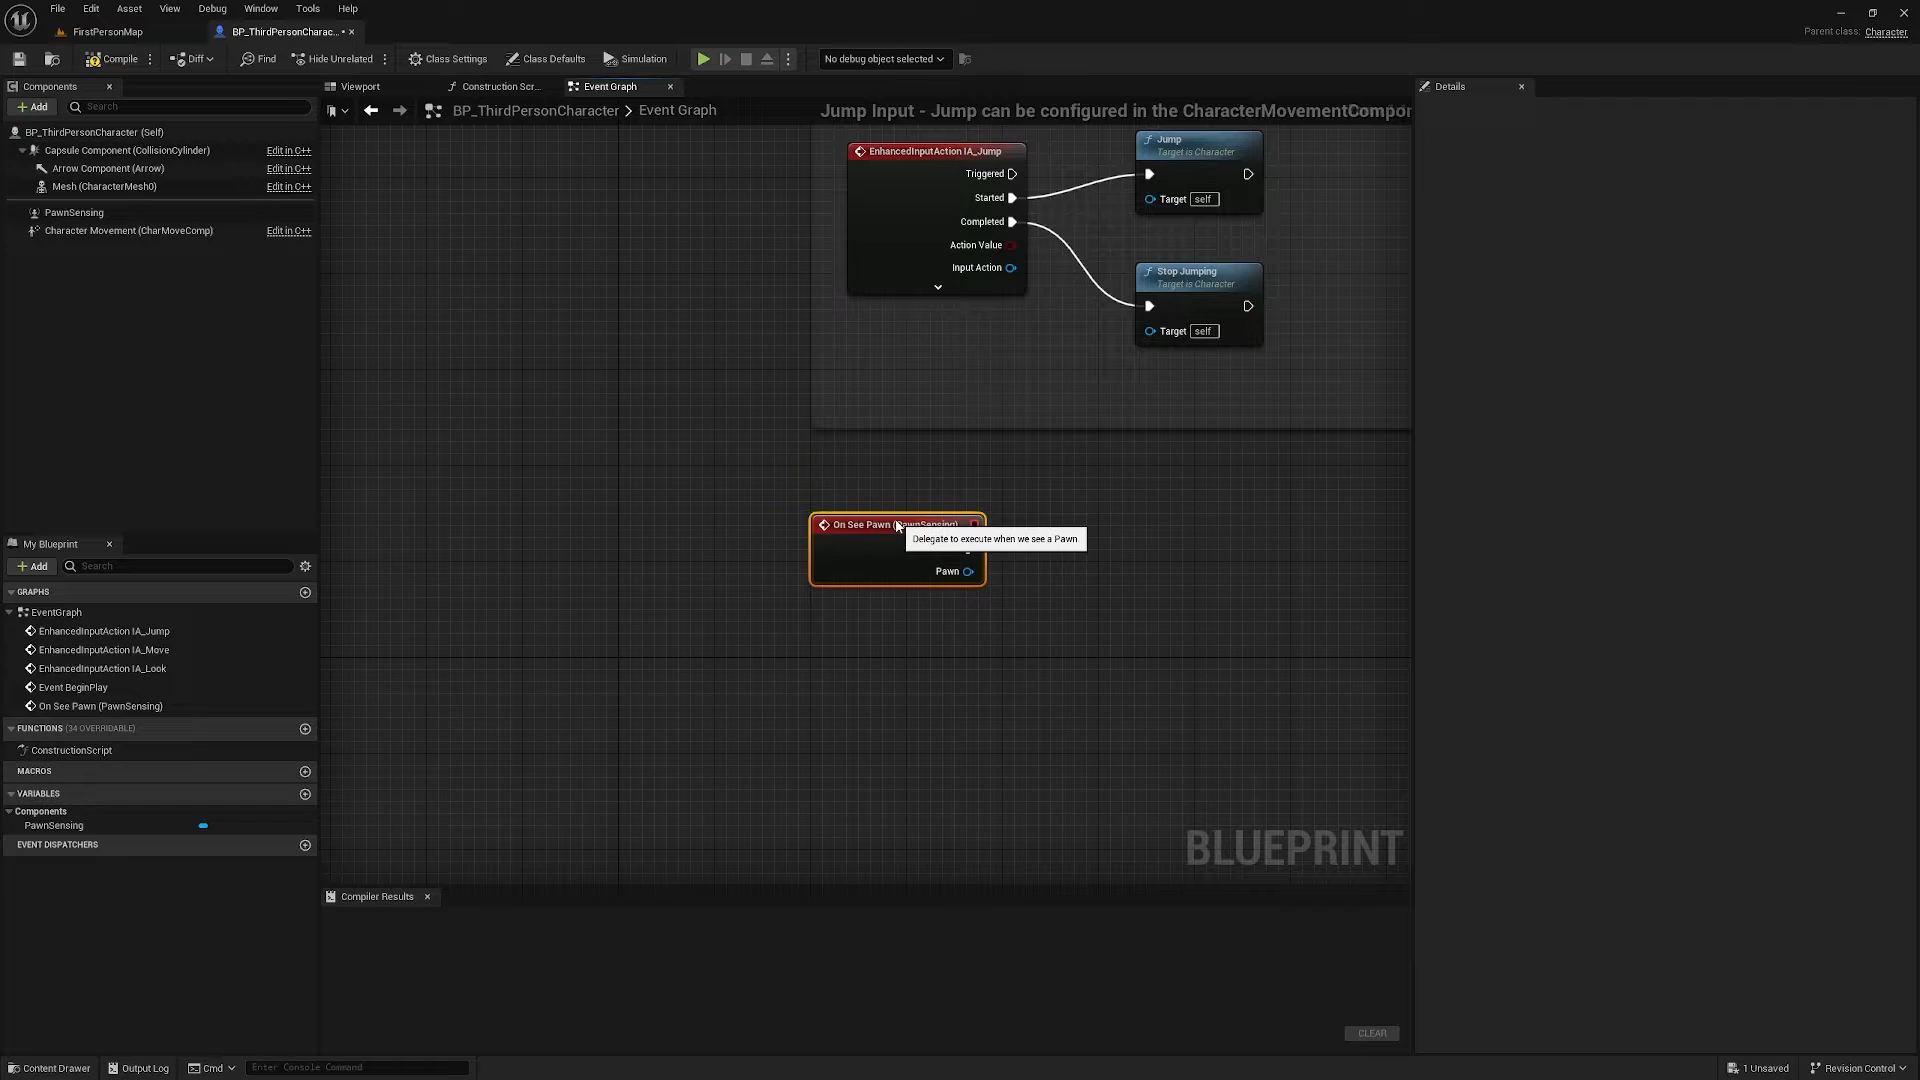 File Edit Asset View Debug Window Tools Help
FirstPersonMap BP_ThirdPersonCharac... •
Parent class: Character
Compile Diff Find Hide Unrelated Class Settings Class Defaults Simulation No debug object selected
Components
Add Search
BP_ThirdPersonCharacter (Self)
Capsule Component (CollisionCylinder) Edit in C++
Arrow Component (Arrow) Edit in C++
Mesh (CharacterMesh0) Edit in C++
PawnSensing
Character Movement (CharMoveComp) Edit in C++
Viewport Construction Scr... Event Graph
BP_ThirdPersonCharacter > Event Graph
Jump Input - Jump can be configured in the CharacterMovementCompor
EnhancedInputAction IA_Jump
Triggered
Started
Completed
Action Value
Input Action
Jump
Target is Character
Target self
Stop Jumping
Target is Character
Target self
On See Pawn (PawnSensing)
Delegate to execute when we see a Pawn.
Pawn
BLUEPRINT
Details
My Blueprint
Add Search
GRAPHS
EventGraph
EnhancedInputAction IA_Jump
EnhancedInputAction IA_Move
EnhancedInputAction IA_Look
Event BeginPlay
On See Pawn (PawnSensing)
FUNCTIONS (34 OVERRIDABLE)
ConstructionScript
MACROS
VARIABLES
Components
PawnSensing
EVENT DISPATCHERS
Compiler Results
CLEAR
Content Drawer Output Log Cmd Enter Console Command
1 Unsaved Revision Control